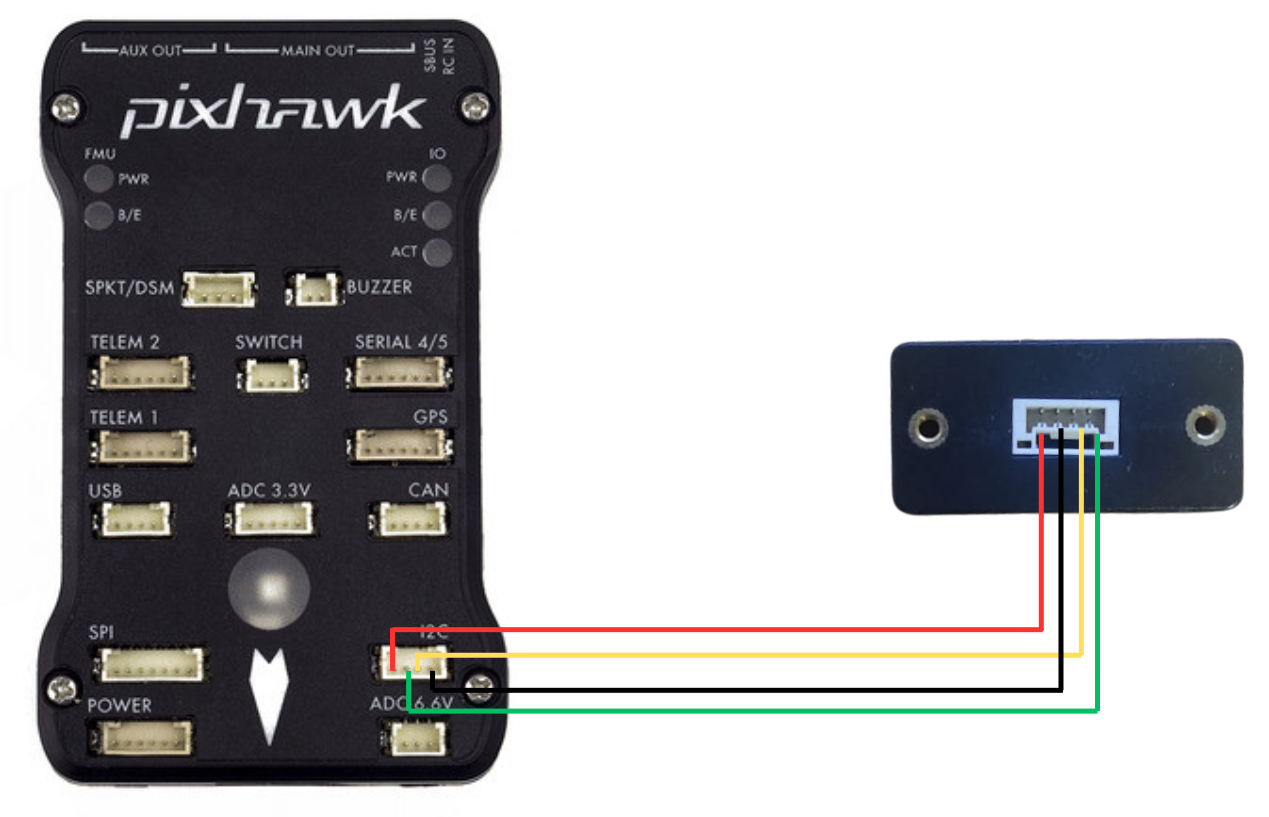 AUX OUT MAIN OUT SBUS
RC IN
pixhawk
FMU IO
PWR PWR
B/E B/E
ACT
SPKT/DSM BUZZER
TELEM 2 SWITCH SERIAL 4/5
TELEM 1 GPS
USB ADC 3.3V CAN
SPI I2C
POWER ADC 6.6V